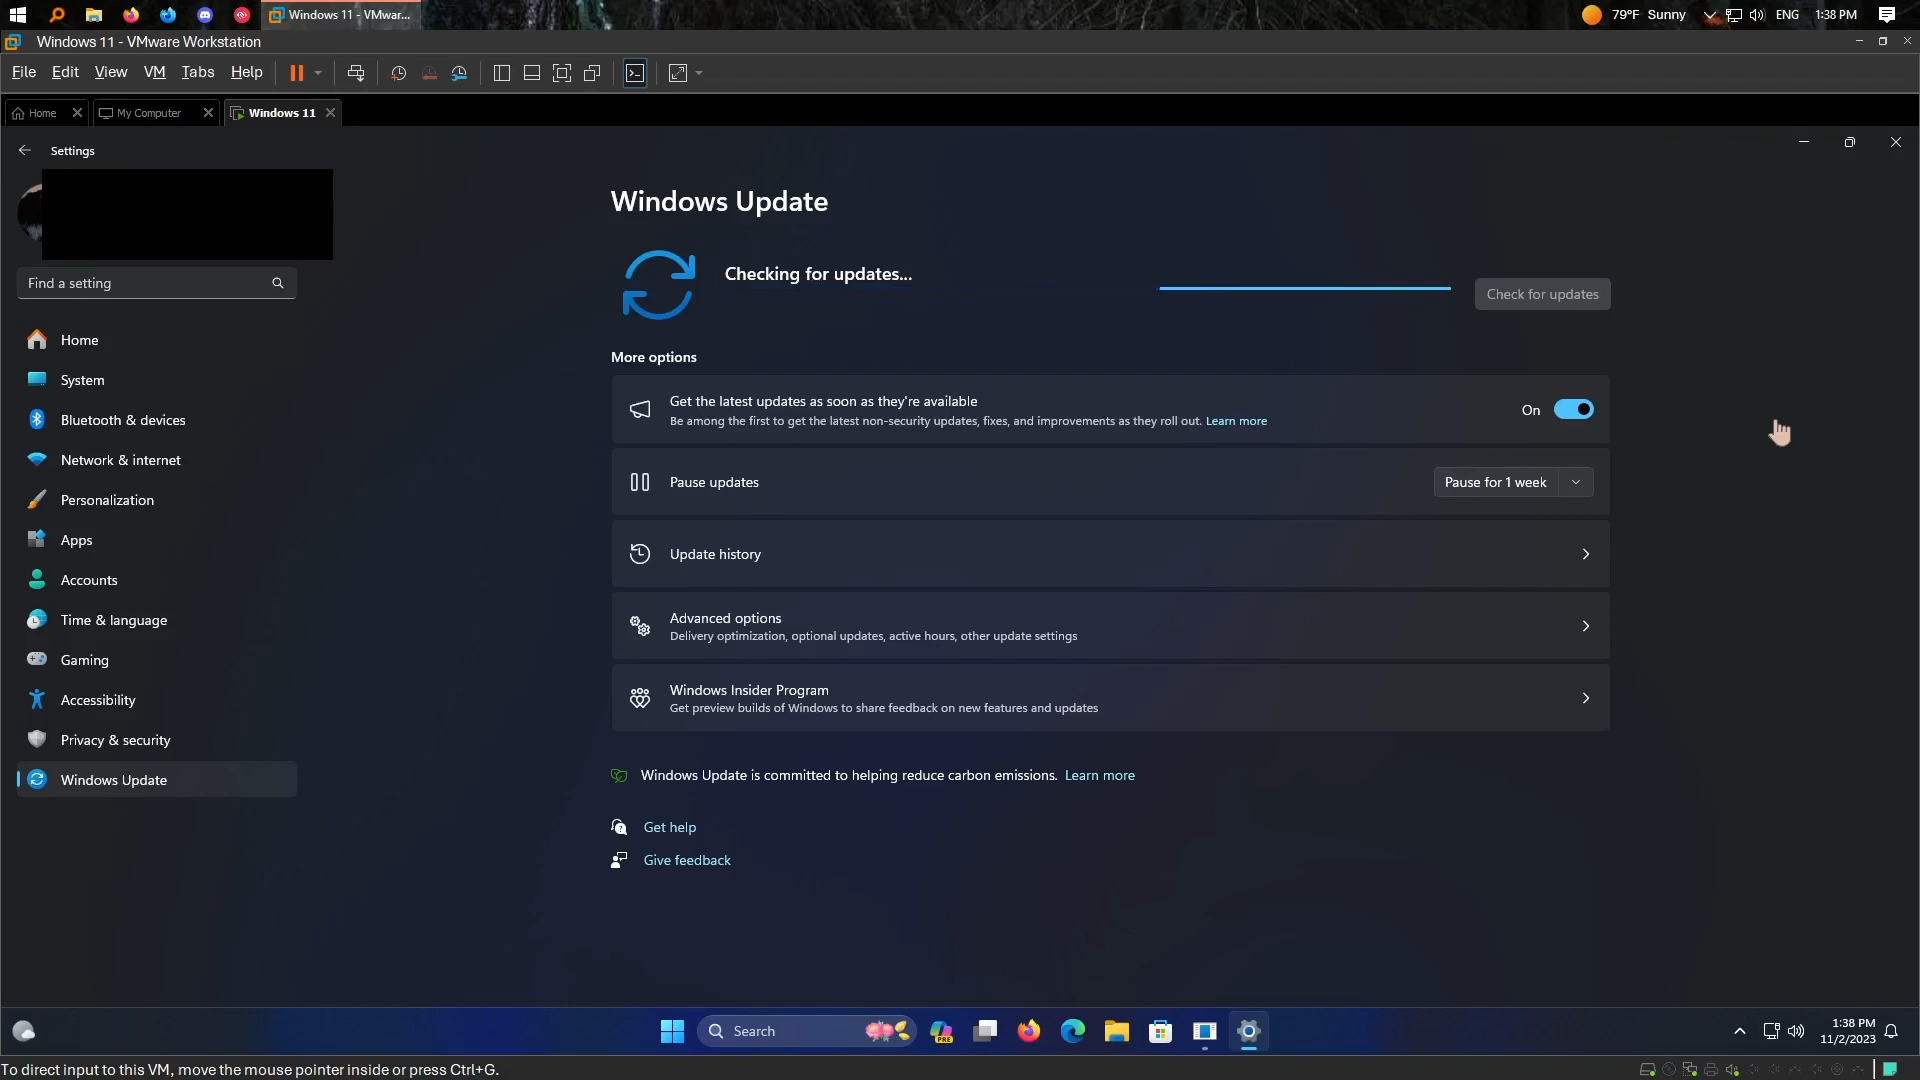 Windows 11 - VMwar...
79°F Sunny
ENG
1:38 PM
Windows 11 - VMware Workstation
File Edit View VM Tabs Help
Home
My Computer
Windows 11
Settings
Windows Update
Checking for updates...
Check for updates
Find a setting
Home
System
Bluetooth & devices
Network & internet
Personalization
Apps
Accounts
Time & language
Gaming
Accessibility
Privacy & security
Windows Update
More options
Get the latest updates as soon as they're available
Be among the first to get the latest non-security updates, fixes, and improvements as they roll out. Learn more
On
Pause updates
Pause for 1 week
Update history
Advanced options
Delivery optimization, optional updates, active hours, other update settings
Windows Insider Program
Get preview builds of Windows to share feedback on new features and updates
Windows Update is committed to helping reduce carbon emissions. Learn more
Get help
Give feedback
Search
PRE
1:38 PM
11/2/2023
To direct input to this VM, move the mouse pointer inside or press Ctrl+G.